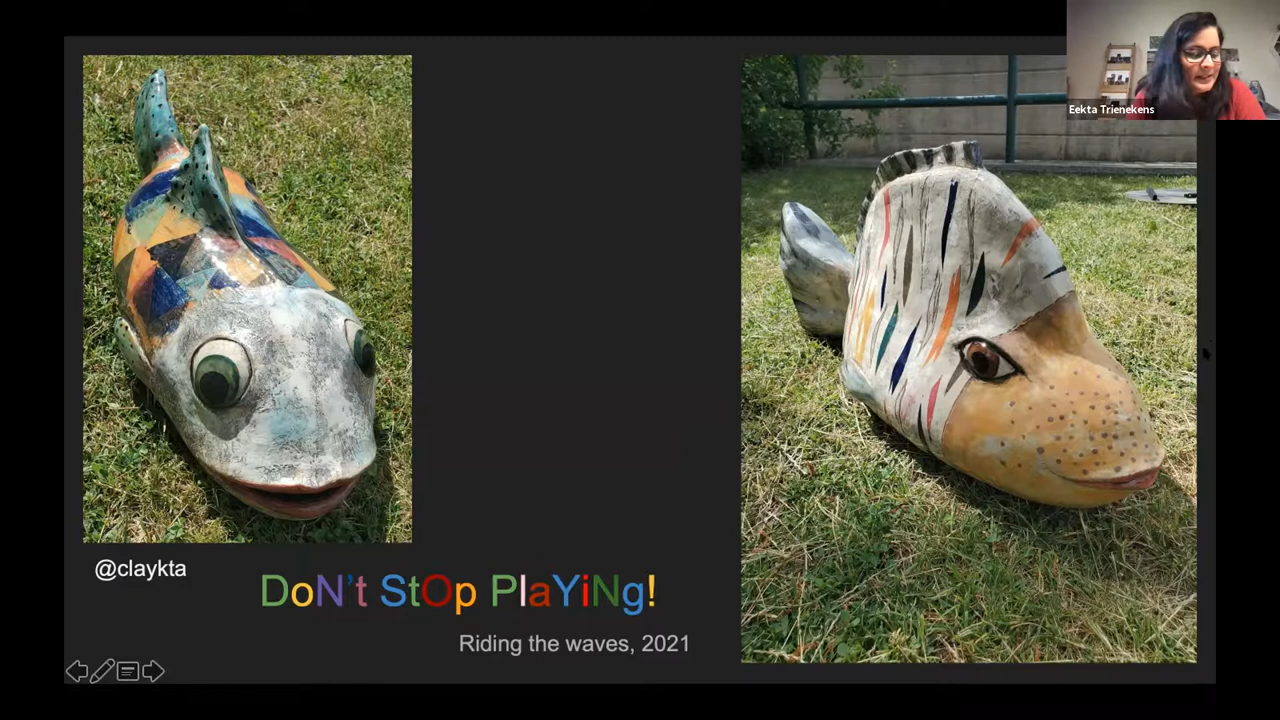 Eekta Trienekens
@claykta
DoN't StOp PlaYiNg!
Riding the waves, 2021